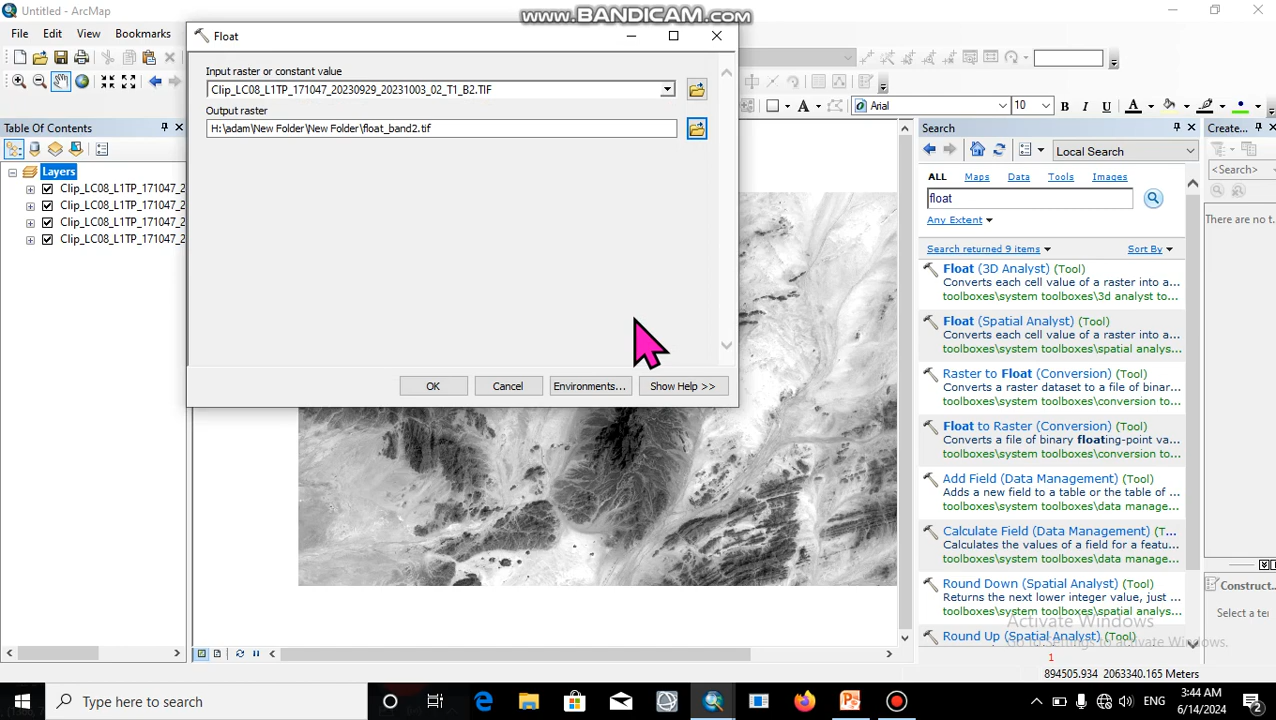 Untitled - ArcMap
www.BANDICAM.com
File Edit View Bookmarks
Float
Input raster or constant value
Clip_LC08_L1TP_171047_20230929_20231003_02_T1_B2.TIF
Output raster
H:\adam\New Folder\New Folder\float_band2.tif
OK Cancel Environments... Show Help >>
Arial 10 B I U A
Table Of Contents
Layers
Clip_LC08_L1TP_171047_2
Clip_LC08_L1TP_171047_2
Clip_LC08_L1TP_171047_2
Clip_LC08_L1TP_171047_2
Search
Local Search
ALL Maps Data Tools Images
float
Any Extent
Search returned 9 items Sort By
Float (3D Analyst) (Tool)
Converts each cell value of a raster into a...
toolboxes\system toolboxes\3d analyst to...
Float (Spatial Analyst) (Tool)
Converts each cell value of a raster into a...
toolboxes\system toolboxes\spatial analys...
Raster to Float (Conversion) (Tool)
Converts a raster dataset to a file of binar...
toolboxes\system toolboxes\conversion to...
Float to Raster (Conversion) (Tool)
Converts a file of binary floating-point va...
toolboxes\system toolboxes\conversion to...
Add Field (Data Management) (Tool)
Adds a new field to a table or the table of ...
toolboxes\system toolboxes\data manage...
Calculate Field (Data Management) (T...
Calculates the values of a field for a featu...
toolboxes\system toolboxes\data manage...
Round Down (Spatial Analyst) (Tool)
Returns the next lower integer value, just ...
toolboxes\system toolboxes\spatial analys...
Round Up (Spatial Analyst) (Tool)
1
Create...
<Search>
There are no t
Construct...
Select a te
Activate Windows
Go to Settings to activate Windows.
894505.934 2063340.165 Meters
Type here to search
ENG
3:44 AM
6/14/2024
2